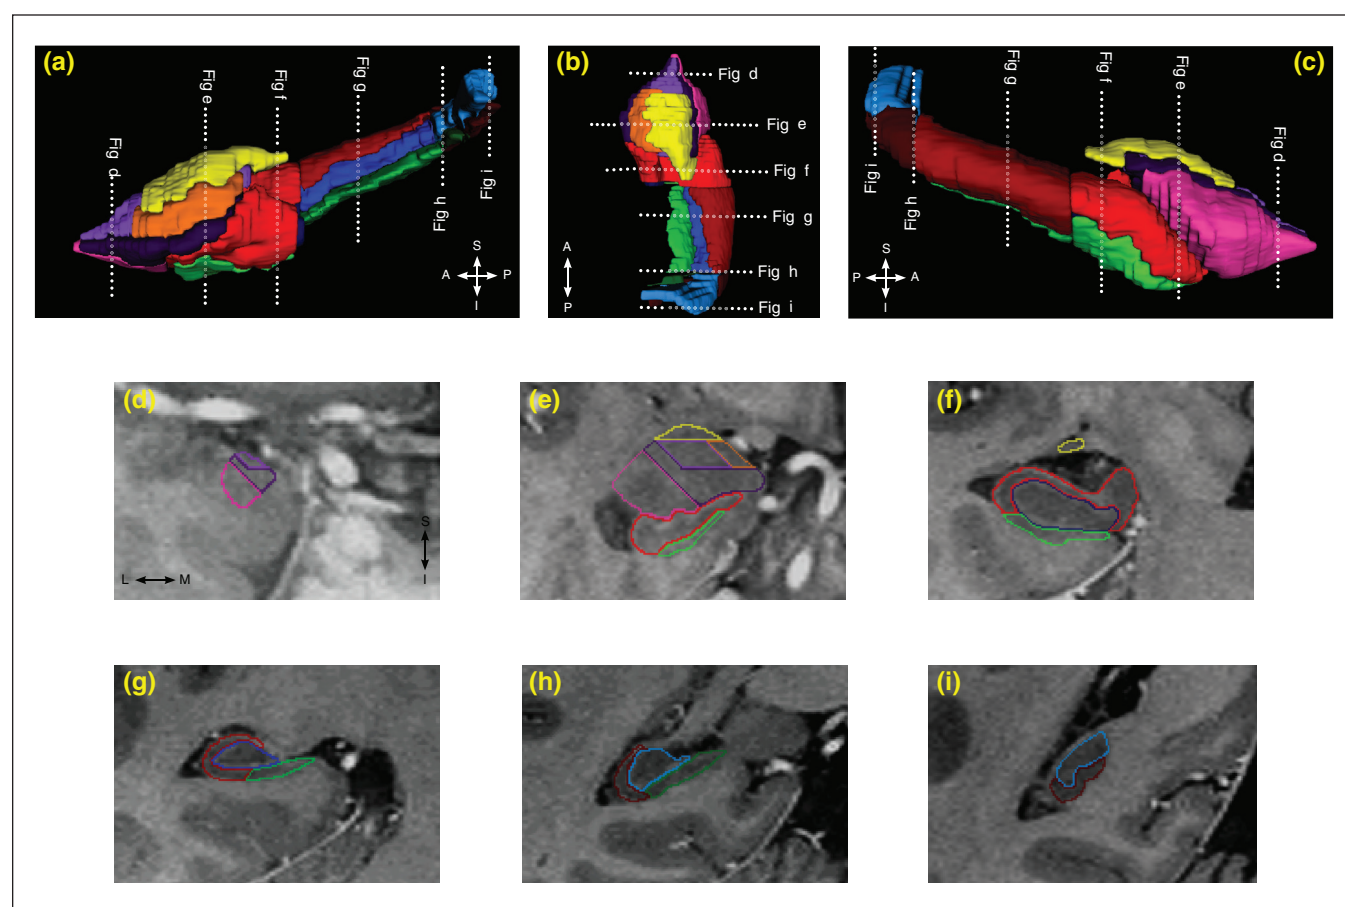 (a)
Fig d
Fig e
Fig f
Fig g
Fig h
Fig i
S
A P
I
(b)
Fig d
Fig e
Fig f
Fig g
Fig h
Fig i
A
P
(c)
Fig i
Fig h
Fig g
Fig f
Fig e
Fig d
S
P A
I
(d)
S
L M
I
(e)
(f)
(g)
(h)
(i)